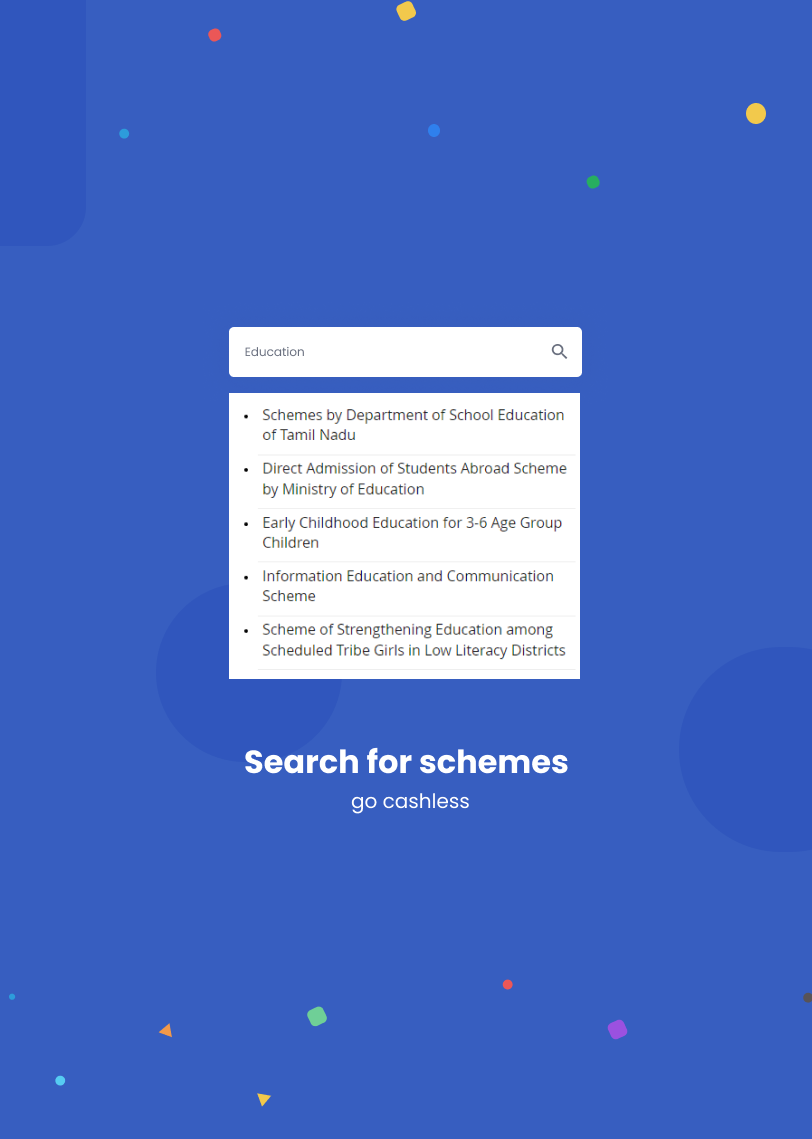 Education
Schemes by Department of School Education
of Tamil Nadu
Direct Admission of Students Abroad Scheme
by Ministry of Education
Early Childhood Education for 3-6 Age Group
Children
Information Education and Communication
Scheme
Scheme of Strengthening Education among
Scheduled Tribe Girls in Low Literacy Districts
Search for schemes
go cashless